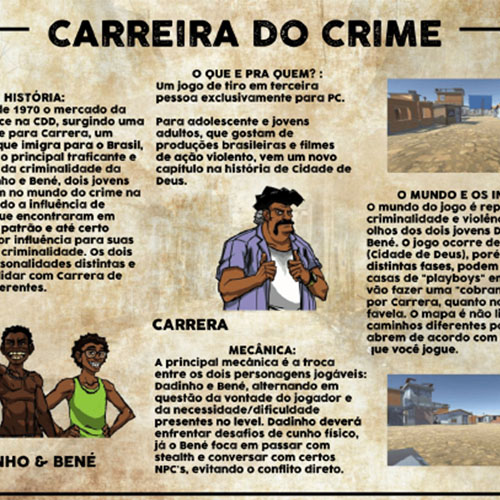 CARREIRA DO CRIME
HISTÓRIA:
de 1970 o mercado da
ce na CDD, surgindo uma
e para Carrera, um
que imigra para o Brasil,
o principal traficante e
da criminalidade da
nho e Bené, dois jovens
m no mundo do crime na
do a influência de
ue encontraram em
patrão e até certo
or influência para suas
criminalidade. Os dois
sonalidades distintas e
lidar com Carrera de
erentes.
NHO & BENÉ
O QUE E PRA QUEM? :
Um jogo de tiro em terceira
pessoa exclusivamente para PC.
Para adolescente e jovens
adultos, que gostam de
produções brasileiras e filmes
de ação violento, vem um novo
capítulo na história de Cidade de
Deus.
CARRERA
MECÂNICA:
A principal mecânica é a troca
entre os dois personagens jogáveis:
Dadinho e Bené, alternando em
questão da vontade do jogador e
da necessidade/dificuldade
presentes no level. Dadinho deverá
enfrentar desafios de cunho físico,
já o Bené foca em passar com
stealth e conversar com certos
NPC's, evitando o conflito direto.
O MUNDO E OS IN
O mundo do jogo é rep
criminalidade e violênc
olhos dos dois jovens D
Bené. O jogo ocorre de
(Cidade de Deus), poré
distintas fases, podem
casas de "playboys" en
vão fazer uma "cobran
por Carrera, quanto na
favela. O mapa é não li
caminhos diferentes p
abrem de acordo com
que você jogue.